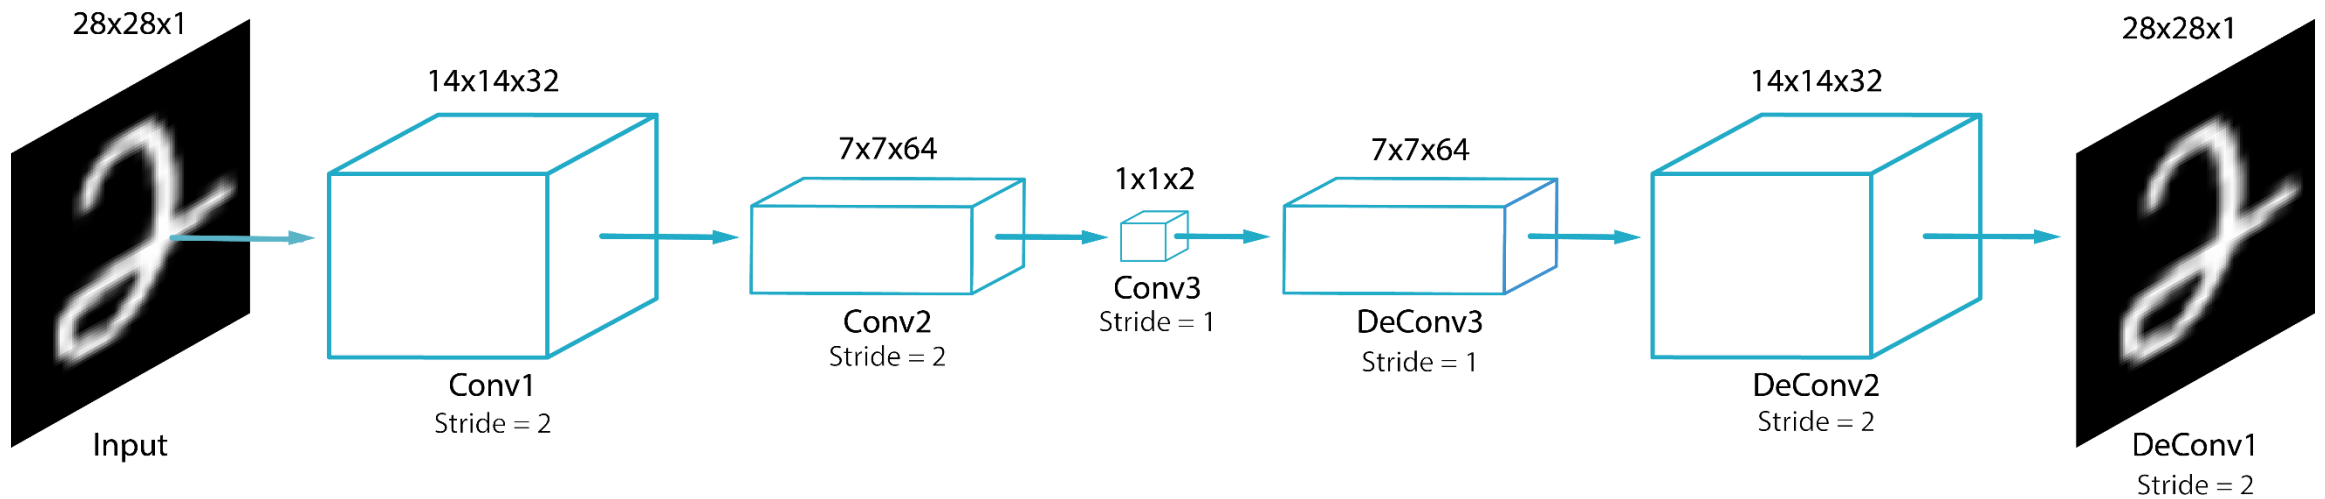 28x28x1
Input
14x14x32
Conv1
Stride = 2
7x7x64
Conv2
Stride = 2
1x1x2
Conv3
Stride = 1
7x7x64
DeConv3
Stride = 1
14x14x32
DeConv2
Stride = 2
28x28x1
DeConv1
Stride = 2